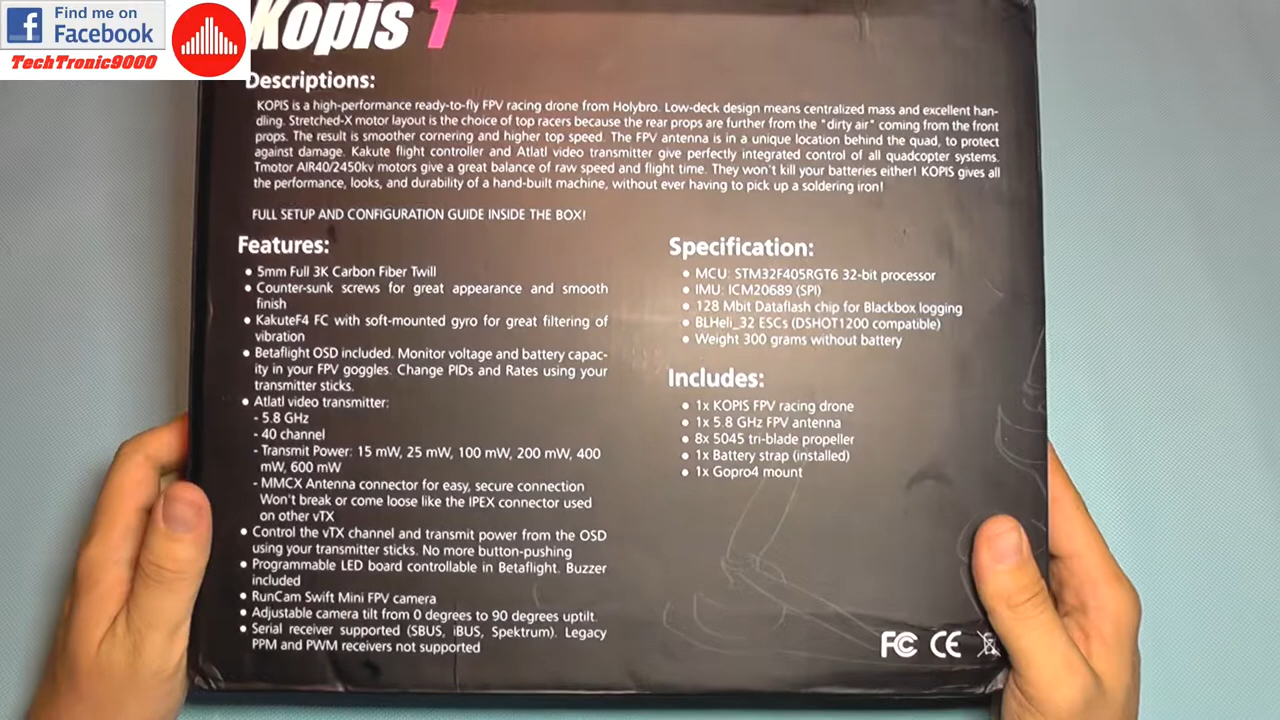 Find me on
Facebook
TechTronic9000
Kopis 1
Descriptions:
KOPIS is a high-performance ready-to-fly FPV racing drone from Holybro. Low-deck design means centralized mass and excellent han-
dling. Stretched-X motor layout is the choice of top racers because the rear props are further from the "dirty air" coming from the front
props. The result is smoother cornering and higher top speed. The FPV antenna is in a unique location behind the quad, to protect
against damage. Kakute flight controller and Atlatl video transmitter give perfectly integrated control of all quadcopter systems.
Tmotor AIR40/2450kv motors give a great balance of raw speed and flight time. They won't kill your batteries either! KOPIS gives all
the performance, looks, and durability of a hand-built machine, without ever having to pick up a soldering iron!
FULL SETUP AND CONFIGURATION GUIDE INSIDE THE BOX!
Features:
• 5mm Full 3K Carbon Fiber Twill
• Counter-sunk screws for great appearance and smooth
finish
• KakuteF4 FC with soft-mounted gyro for great filtering of
vibration
• Betaflight OSD included. Monitor voltage and battery capac-
ity in your FPV goggles. Change PIDs and Rates using your
transmitter sticks.
• Atlatl video transmitter:
- 5.8 GHz
- 40 channel
- Transmit Power: 15 mW, 25 mW, 100 mW, 200 mW, 400
mW, 600 mW
- MMCX Antenna connector for easy, secure connection
Won't break or come loose like the IPEX connector used
on other vTX
• Control the vTX channel and transmit power from the OSD
using your transmitter sticks. No more button-pushing
• Programmable LED board controllable in Betaflight. Buzzer
included
• RunCam Swift Mini FPV camera
• Adjustable camera tilt from 0 degrees to 90 degrees uptilt.
• Serial receiver supported (SBUS, iBUS, Spektrum). Legacy
PPM and PWM receivers not supported
Specification:
• MCU: STM32F405RGT6 32-bit processor
• IMU: ICM20689 (SPI)
• 128 Mbit Dataflash chip for Blackbox logging
• BLHeli_32 ESCs (DSHOT1200 compatible)
• Weight 300 grams without battery
Includes:
• 1x KOPIS FPV racing drone
• 1x 5.8 GHz FPV antenna
• 8x 5045 tri-blade propeller
• 1x Battery strap (installed)
• 1x Gopro4 mount
FC CE